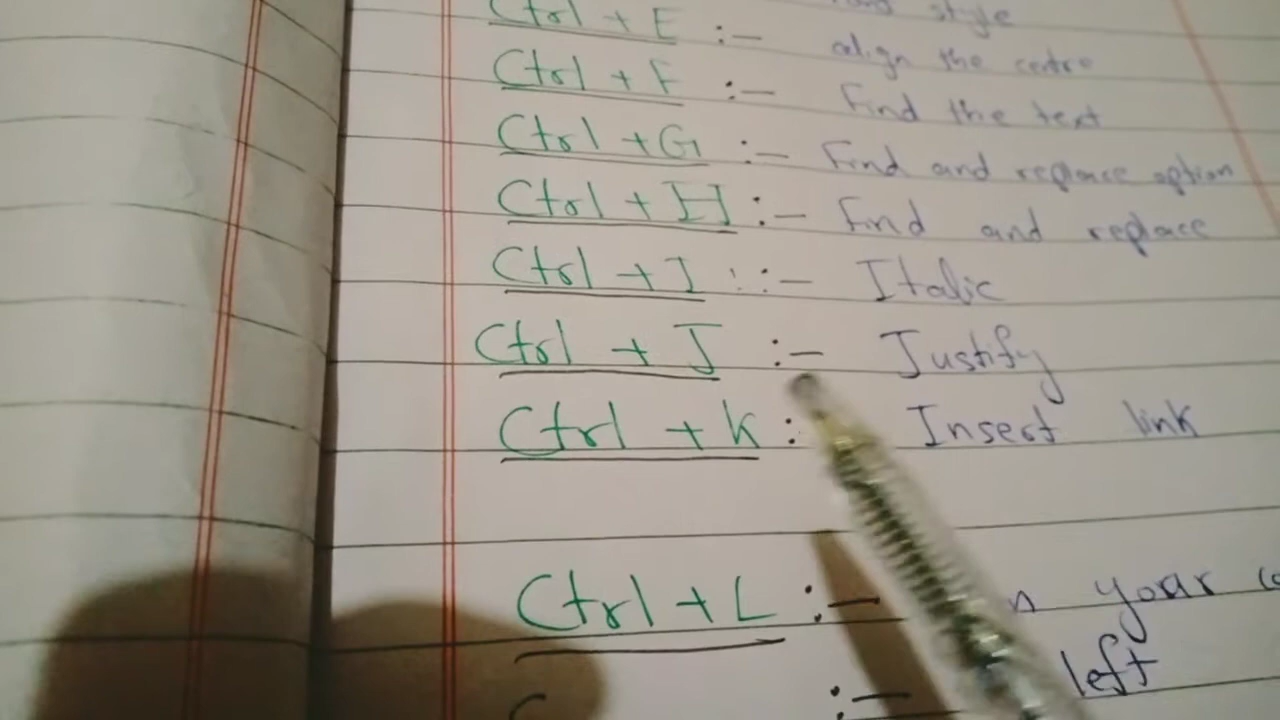 style
Ctrl + E :- align the centre
Ctrl + F :- Find the text
Ctrl + G :- Find and replace option
Ctrl + H :- Find and replace
Ctrl + I :- Italic
Ctrl + J :- Justify
Ctrl + K : Insert link
Ctrl + L :- your
:- left